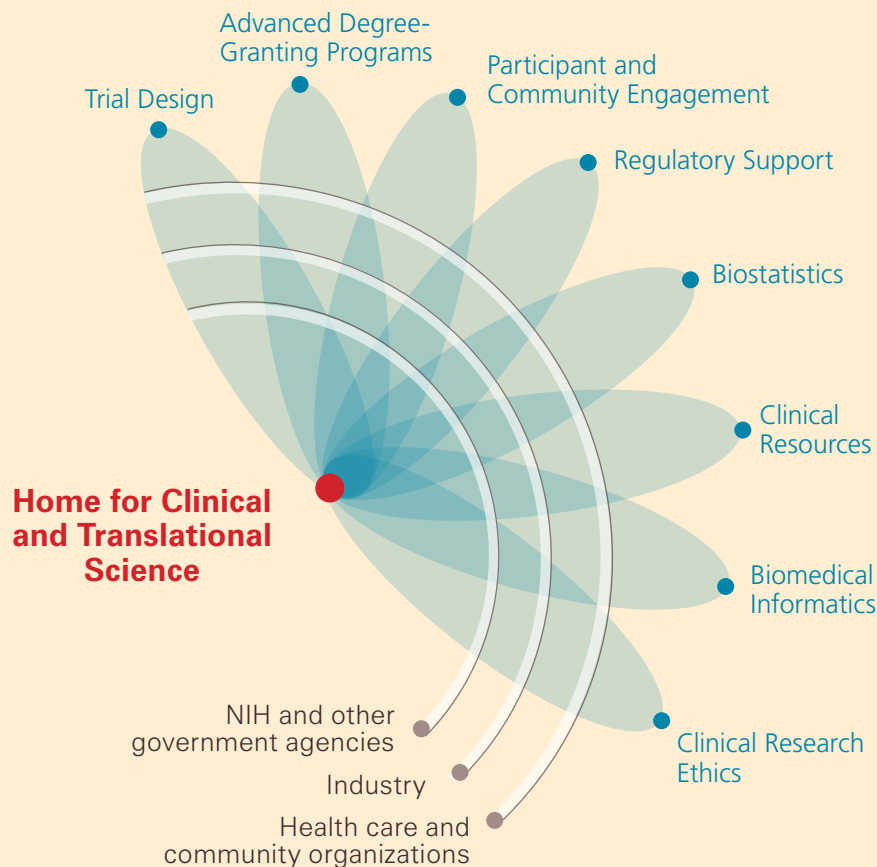 Advanced Degree-
Granting Programs
Participant and
Community Engagement
Trial Design
Regulatory Support
Biostatistics
Clinical
Resources
Home for Clinical
and Translational
Science
Biomedical
Informatics
NIH and other
government agencies
Clinical Research
Ethics
Industry
Health care and
community organizations